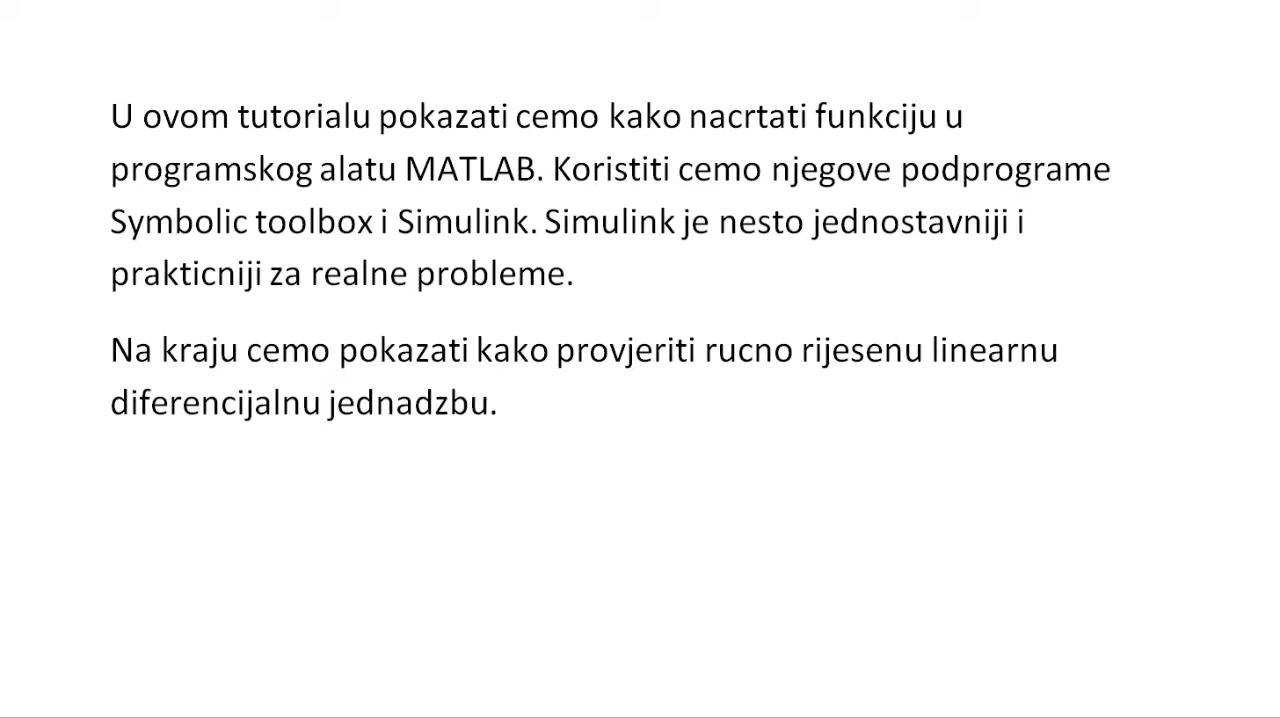 U ovom tutorialu pokazati cemo kako nacrtati funkciju u
programskog alatu MATLAB. Koristiti cemo njegove podprograme
Symbolic toolbox i Simulink. Simulink je nesto jednostavniji i
prakticniji za realne probleme.
Na kraju cemo pokazati kako provjeriti rucno rijesenu linearnu
diferencijalnu jednadzbu.